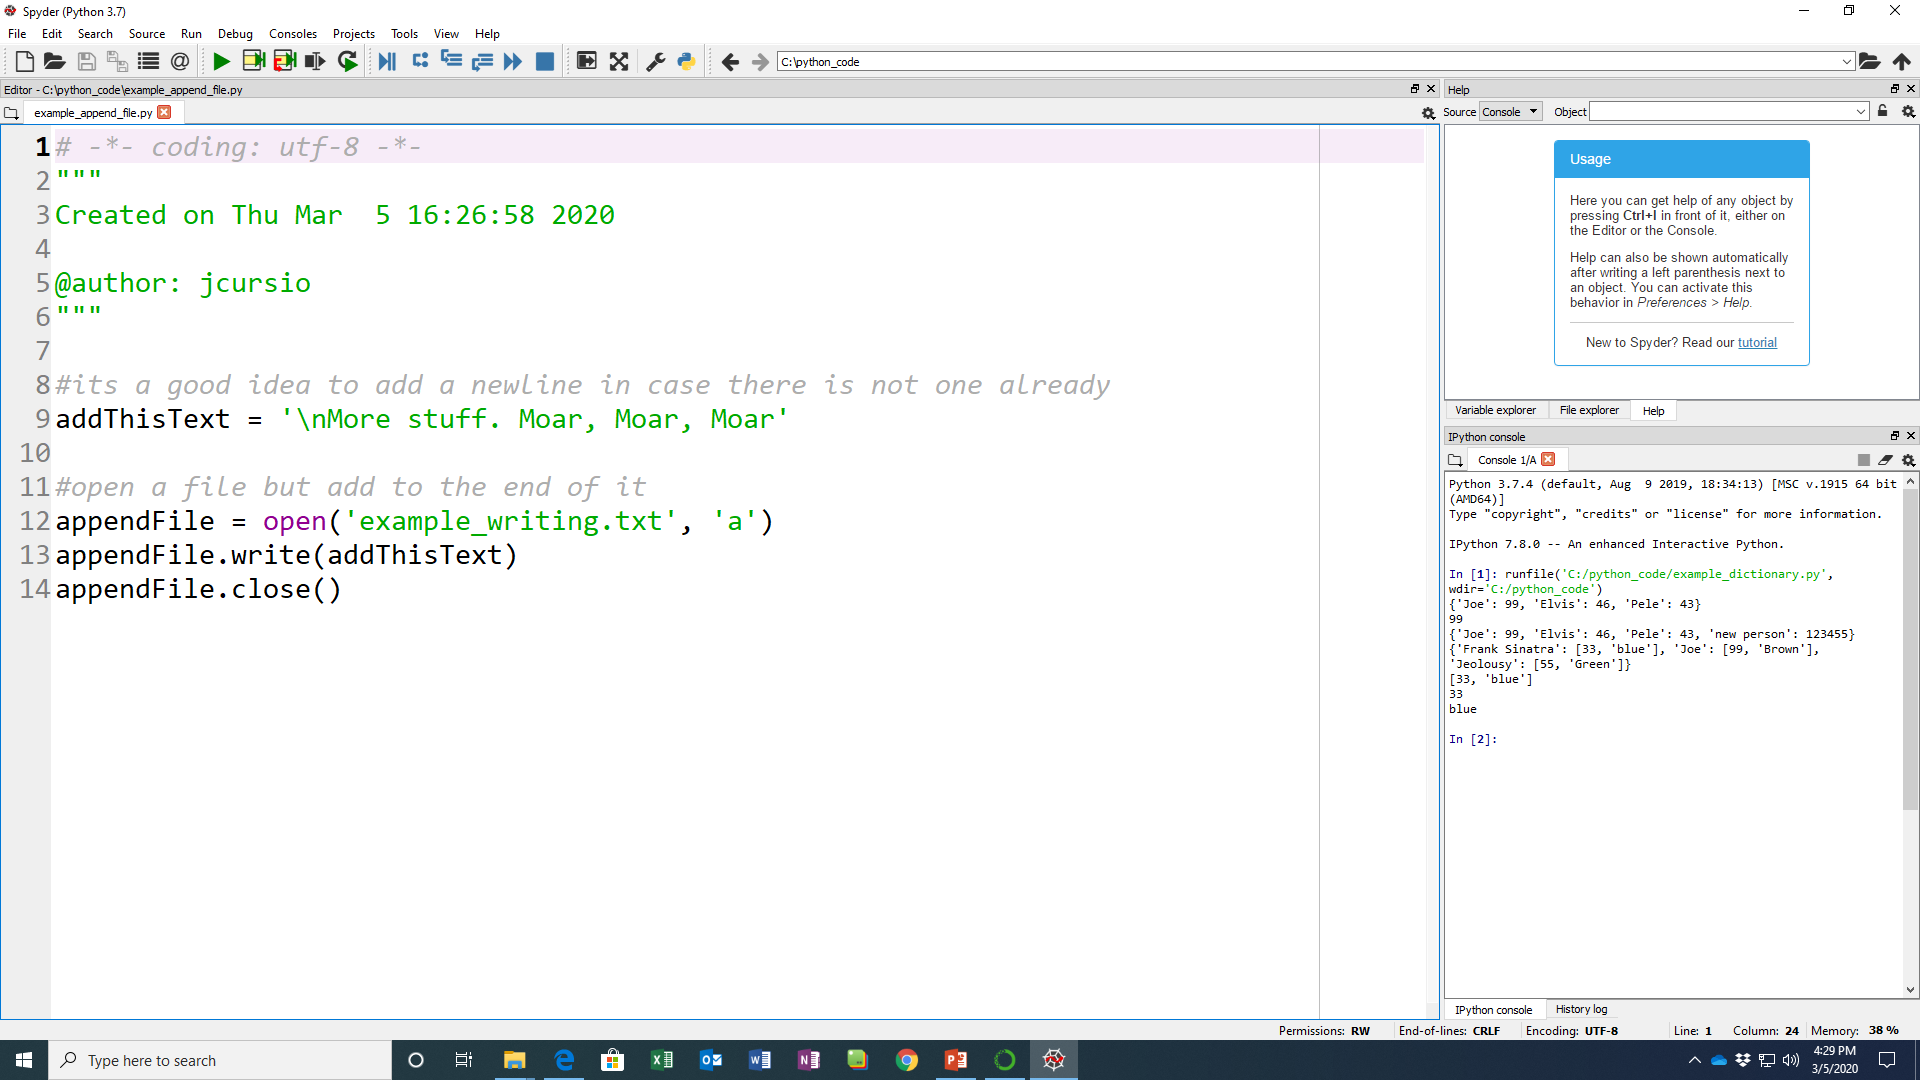 Spyder (Python 3.7)
File Edit Search Source Run Debug Consoles Projects Tools View Help
C:\python_code
Editor - C:\python_code\example_append_file.py
example_append_file.py
1 # -*- coding: utf-8 -*-
2 """
3 Created on Thu Mar  5 16:26:58 2020
4
5 @author: jcursio
6 """
7
8 #its a good idea to add a newline in case there is not one already
9 addThisText = '\nMore stuff. Moar, Moar, Moar'
10
11 #open a file but add to the end of it
12 appendFile = open('example_writing.txt', 'a')
13 appendFile.write(addThisText)
14 appendFile.close()
Help
Source Console Object
Usage
Here you can get help of any object by
pressing Ctrl+I in front of it, either on
the Editor or the Console.
Help can also be shown automatically
after writing a left parenthesis next to
an object. You can activate this
behavior in Preferences > Help.
New to Spyder? Read our tutorial
Variable explorer File explorer Help
IPython console
Console 1/A
Python 3.7.4 (default, Aug  9 2019, 18:34:13) [MSC v.1915 64 bit
(AMD64)]
Type "copyright", "credits" or "license" for more information.
IPython 7.8.0 -- An enhanced Interactive Python.
In [1]: runfile('C:/python_code/example_dictionary.py',
wdir='C:/python_code')
{'Joe': 99, 'Elvis': 46, 'Pele': 43}
99
{'Joe': 99, 'Elvis': 46, 'Pele': 43, 'new person': 123455}
{'Frank Sinatra': [33, 'blue'], 'Joe': [99, 'Brown'],
'Jeolousy': [55, 'Green']}
[33, 'blue']
33
blue
In [2]:
IPython console History log
Permissions: RW End-of-lines: CRLF Encoding: UTF-8 Line: 1 Column: 24 Memory: 38 %
Type here to search
4:29 PM
3/5/2020